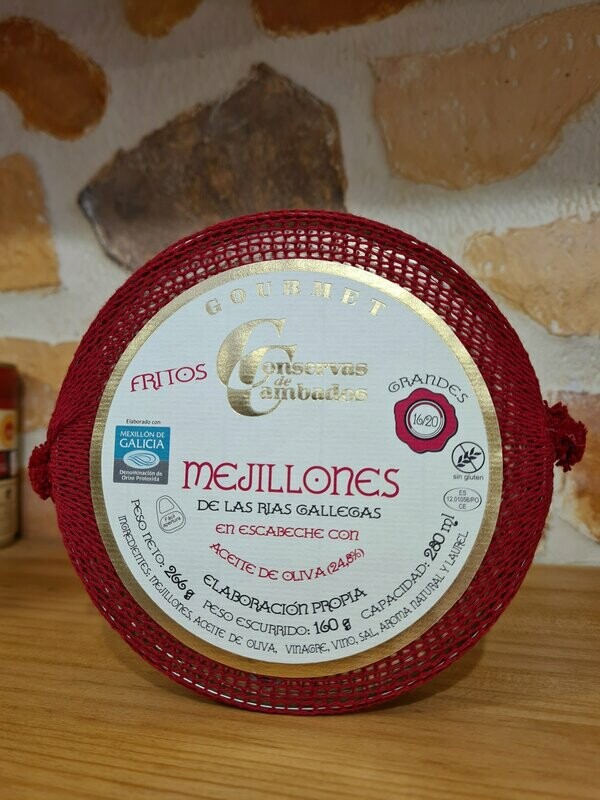 GOURMET
Conservas
de
Cambados
FRITOS
GRANDES
16/20
Elaborado con
MEXILLÓN DE
GALICIA
Denominación de
Orixe Protexida
sin gluten
ES
12.01056/PO
CE
MEJILLONES
DE LAS RIAS GALLEGAS
EN ESCABECHE CON
ACEITE DE OLIVA (24,8%)
FÁCIL
APERTURA
ELABORACIÓN PROPIA
PESO NETO: 266 g
PESO ESCURRIDO: 160 g
CAPACIDAD: 280 ml
INGREDIENTES: MEJILLONES, ACEITE DE OLIVA, VINAGRE, VINO, SAL, AROMA NATURAL Y LAUREL